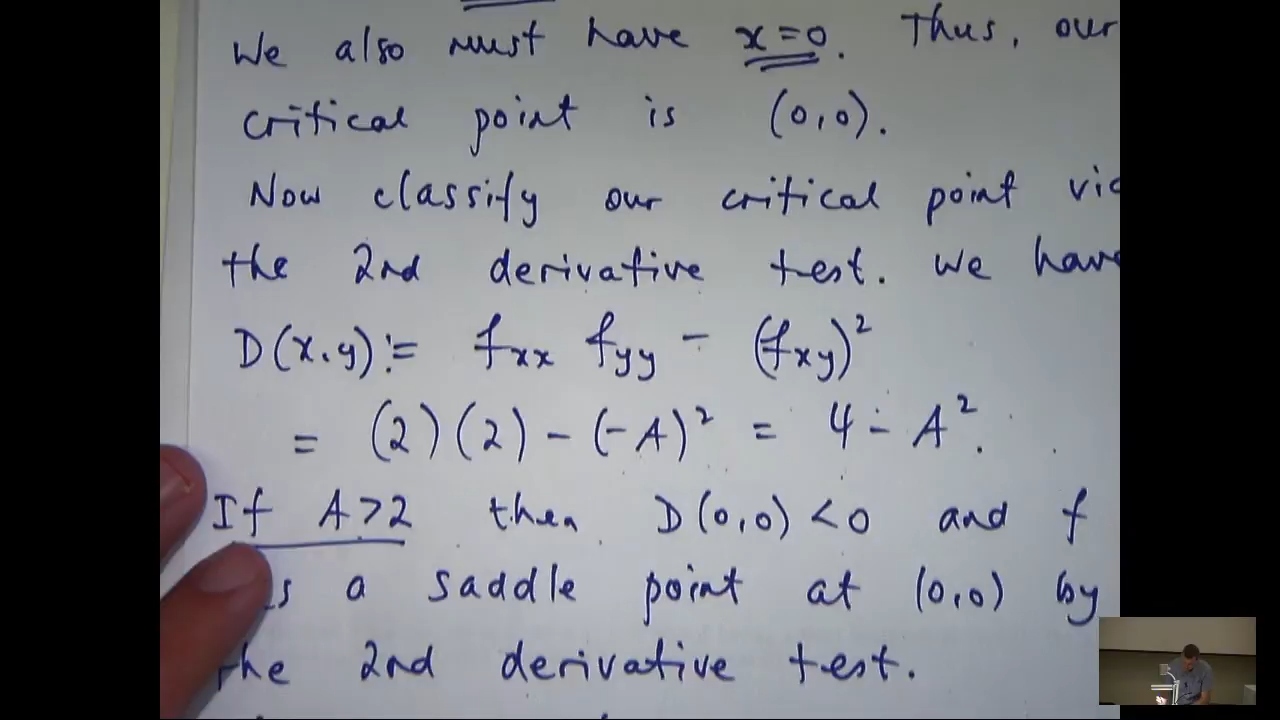 We also must have x=0. Thus, our
critical point is (0,0).
Now classify our critical point
the 2nd derivative test. We have
D(x,y):= fxx fyy - (fxy)²
= (2)(2) - (-A)² = 4 - A².
If A>2 then D(0,0) <0 and f
a saddle point at (0,0) by
the 2nd derivative test.